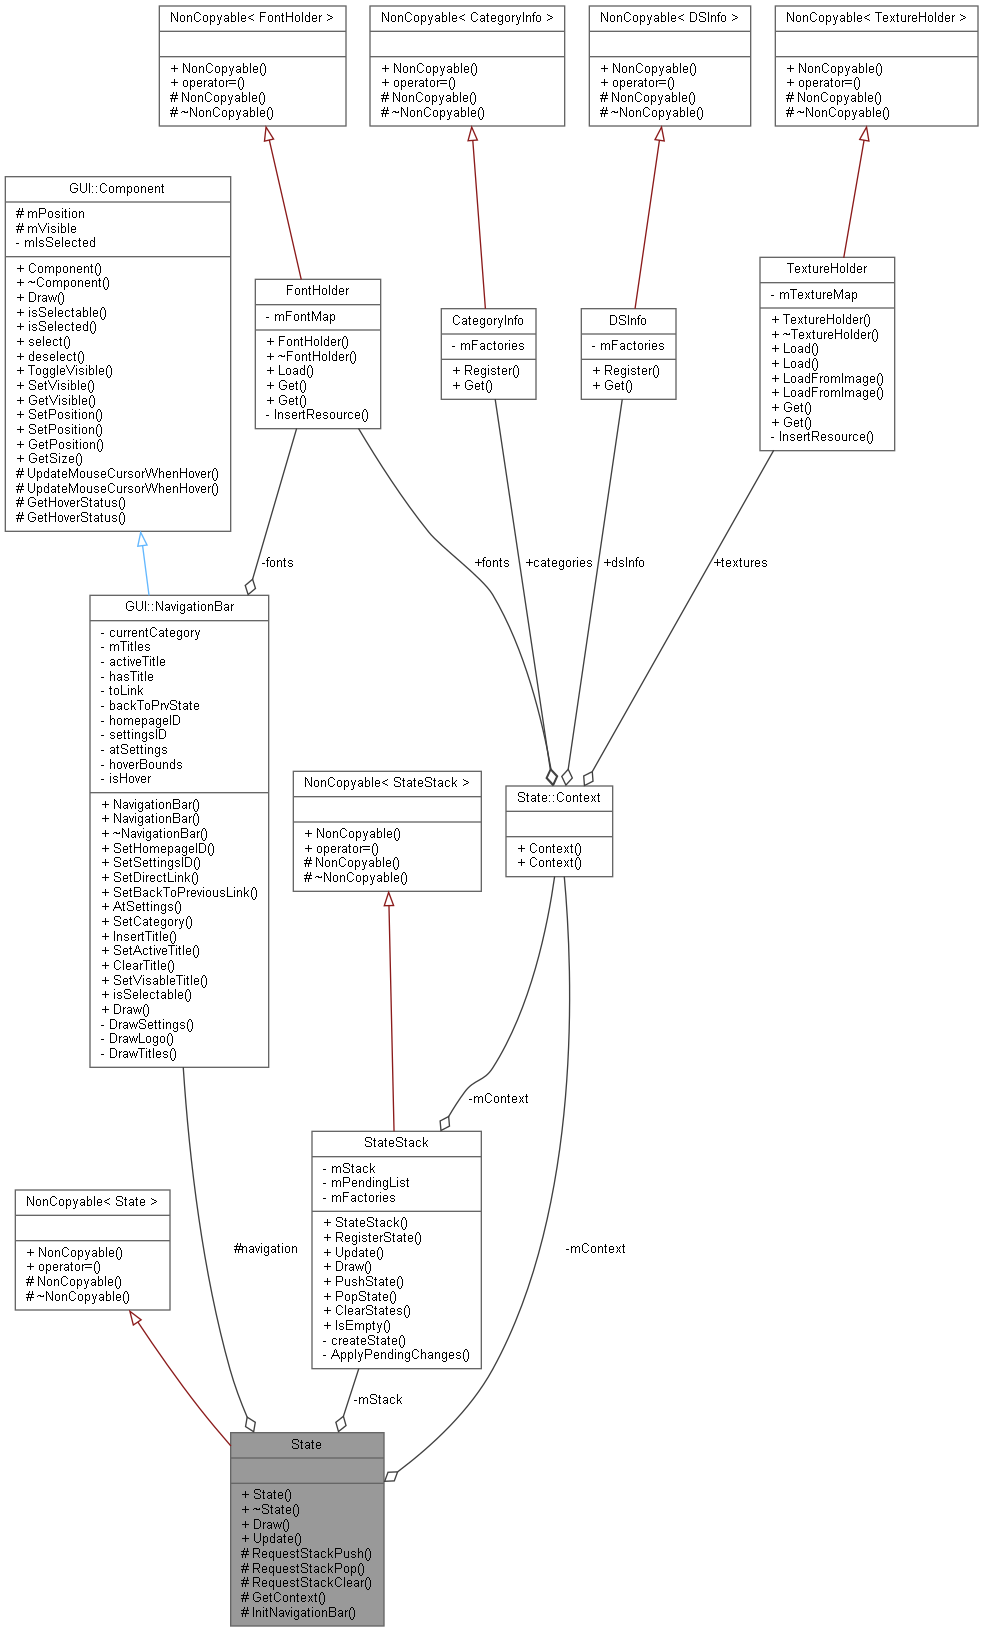 NonCopyable< FontHolder >
+ NonCopyable()
+ operator=()
# NonCopyable()
# ~NonCopyable()
NonCopyable< CategoryInfo >
+ NonCopyable()
+ operator=()
# NonCopyable()
# ~NonCopyable()
NonCopyable< DSInfo >
+ NonCopyable()
+ operator=()
# NonCopyable()
# ~NonCopyable()
NonCopyable< TextureHolder >
+ NonCopyable()
+ operator=()
# NonCopyable()
# ~NonCopyable()
GUI::Component
# mPosition
# mVisible
- mIsSelected
+ Component()
+ ~Component()
+ Draw()
+ isSelectable()
+ isSelected()
+ select()
+ deselect()
+ ToggleVisible()
+ SetVisible()
+ GetVisible()
+ SetPosition()
+ SetPosition()
+ GetPosition()
+ GetSize()
# UpdateMouseCursorWhenHover()
# UpdateMouseCursorWhenHover()
# GetHoverStatus()
# GetHoverStatus()
FontHolder
- mFontMap
+ FontHolder()
+ ~FontHolder()
+ Load()
+ Get()
+ Get()
- InsertResource()
CategoryInfo
- mFactories
+ Register()
+ Get()
DSInfo
- mFactories
+ Register()
+ Get()
TextureHolder
- mTextureMap
+ TextureHolder()
+ ~TextureHolder()
+ Load()
+ Load()
+ LoadFromImage()
+ LoadFromImage()
+ Get()
+ Get()
- InsertResource()
-fonts
+fonts
+categories
+dsInfo
+textures
GUI::NavigationBar
- currentCategory
- mTitles
- activeTitle
- hasTitle
- toLink
- backToPrvState
- homepageID
- settingsID
- atSettings
- hoverBounds
- isHover
+ NavigationBar()
+ NavigationBar()
+ ~NavigationBar()
+ SetHomepageID()
+ SetSettingsID()
+ SetDirectLink()
+ SetBackToPreviousLink()
+ AtSettings()
+ SetCategory()
+ InsertTitle()
+ SetActiveTitle()
+ ClearTitle()
+ SetVisableTitle()
+ isSelectable()
+ Draw()
- DrawSettings()
- DrawLogo()
- DrawTitles()
NonCopyable< StateStack >
+ NonCopyable()
+ operator=()
# NonCopyable()
# ~NonCopyable()
State::Context
+ Context()
+ Context()
-mContext
StateStack
- mStack
- mPendingList
- mFactories
+ StateStack()
+ RegisterState()
+ Update()
+ Draw()
+ PushState()
+ PopState()
+ ClearStates()
+ IsEmpty()
- createState()
- ApplyPendingChanges()
NonCopyable< State >
+ NonCopyable()
+ operator=()
# NonCopyable()
# ~NonCopyable()
#navigation
-mContext
-mStack
State
+ State()
+ ~State()
+ Draw()
+ Update()
# RequestStackPush()
# RequestStackPop()
# RequestStackClear()
# GetContext()
# InitNavigationBar()